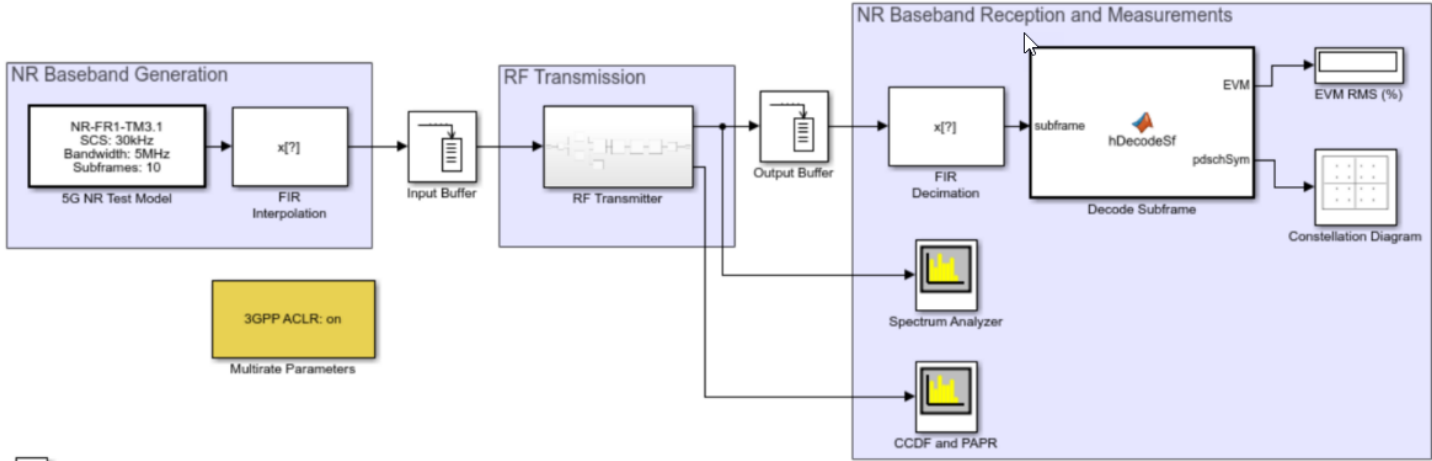 NR Baseband Generation
NR-FR1-TM3.1
SCS: 30kHz
Bandwidth: 5MHz
Subframes: 10
5G NR Test Model
x[?]
FIR
Interpolation
Input Buffer
RF Transmission
RF Transmitter
Output Buffer
NR Baseband Reception and Measurements
x[?]
FIR
Decimation
subframe
hDecodeSf
EVM
pdschSym
Decode Subframe
EVM RMS (%)
Constellation Diagram
Spectrum Analyzer
CCDF and PAPR
3GPP ACLR: on
Multirate Parameters